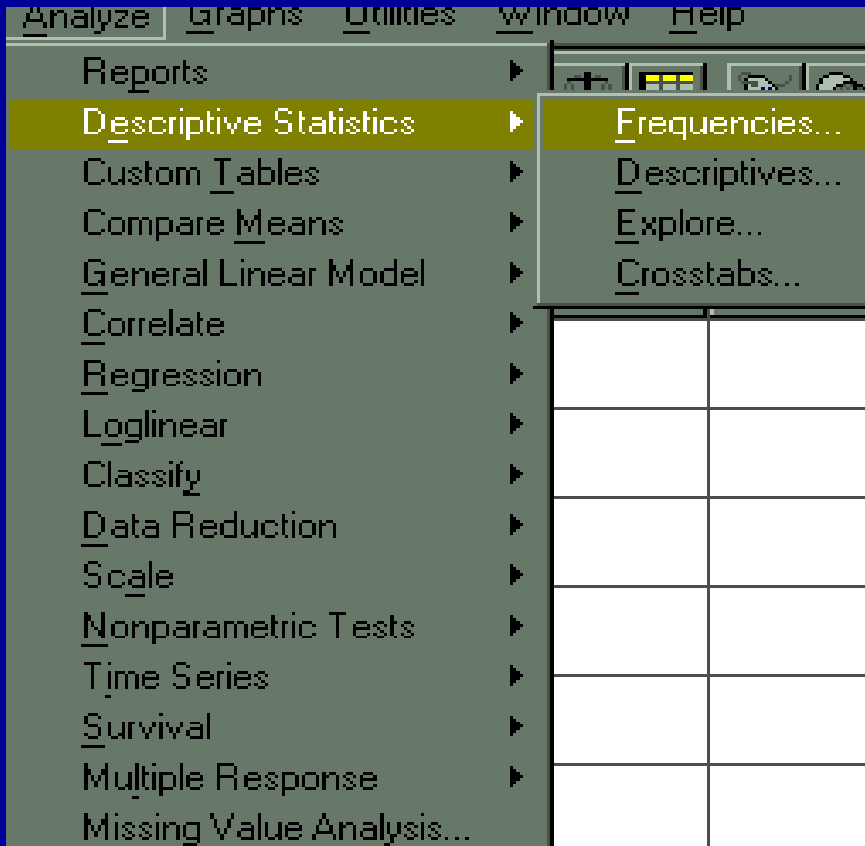 Analyze Graphs Utilities Window Help
Reports
Descriptive Statistics
Custom Tables
Compare Means
General Linear Model
Correlate
Regression
Loglinear
Classify
Data Reduction
Scale
Nonparametric Tests
Time Series
Survival
Multiple Response
Missing Value Analysis...
Frequencies...
Descriptives...
Explore...
Crosstabs...